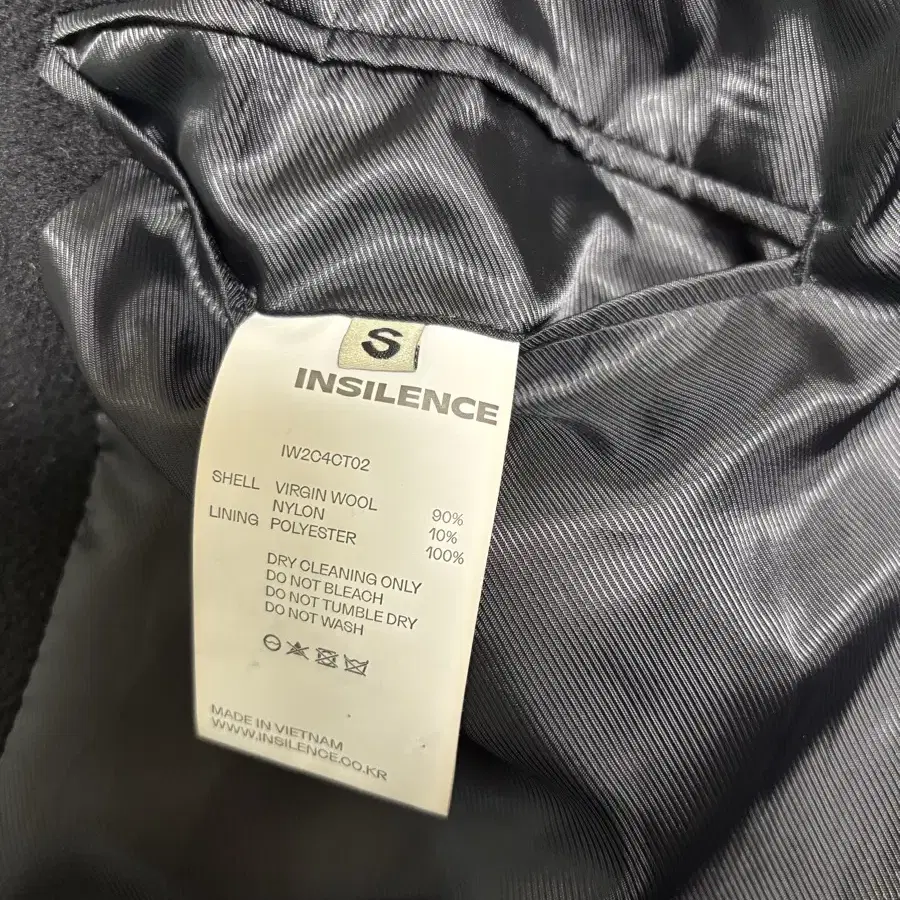 S
INSILENCE
IW2C4CT02
SHELL VIRGIN WOOL 90%
NYLON 10%
LINING POLYESTER 100%
DRY CLEANING ONLY
DO NOT BLEACH
DO NOT TUMBLE DRY
DO NOT WASH
MADE IN VIETNAM
WWW.INSILENCE.CO.KR